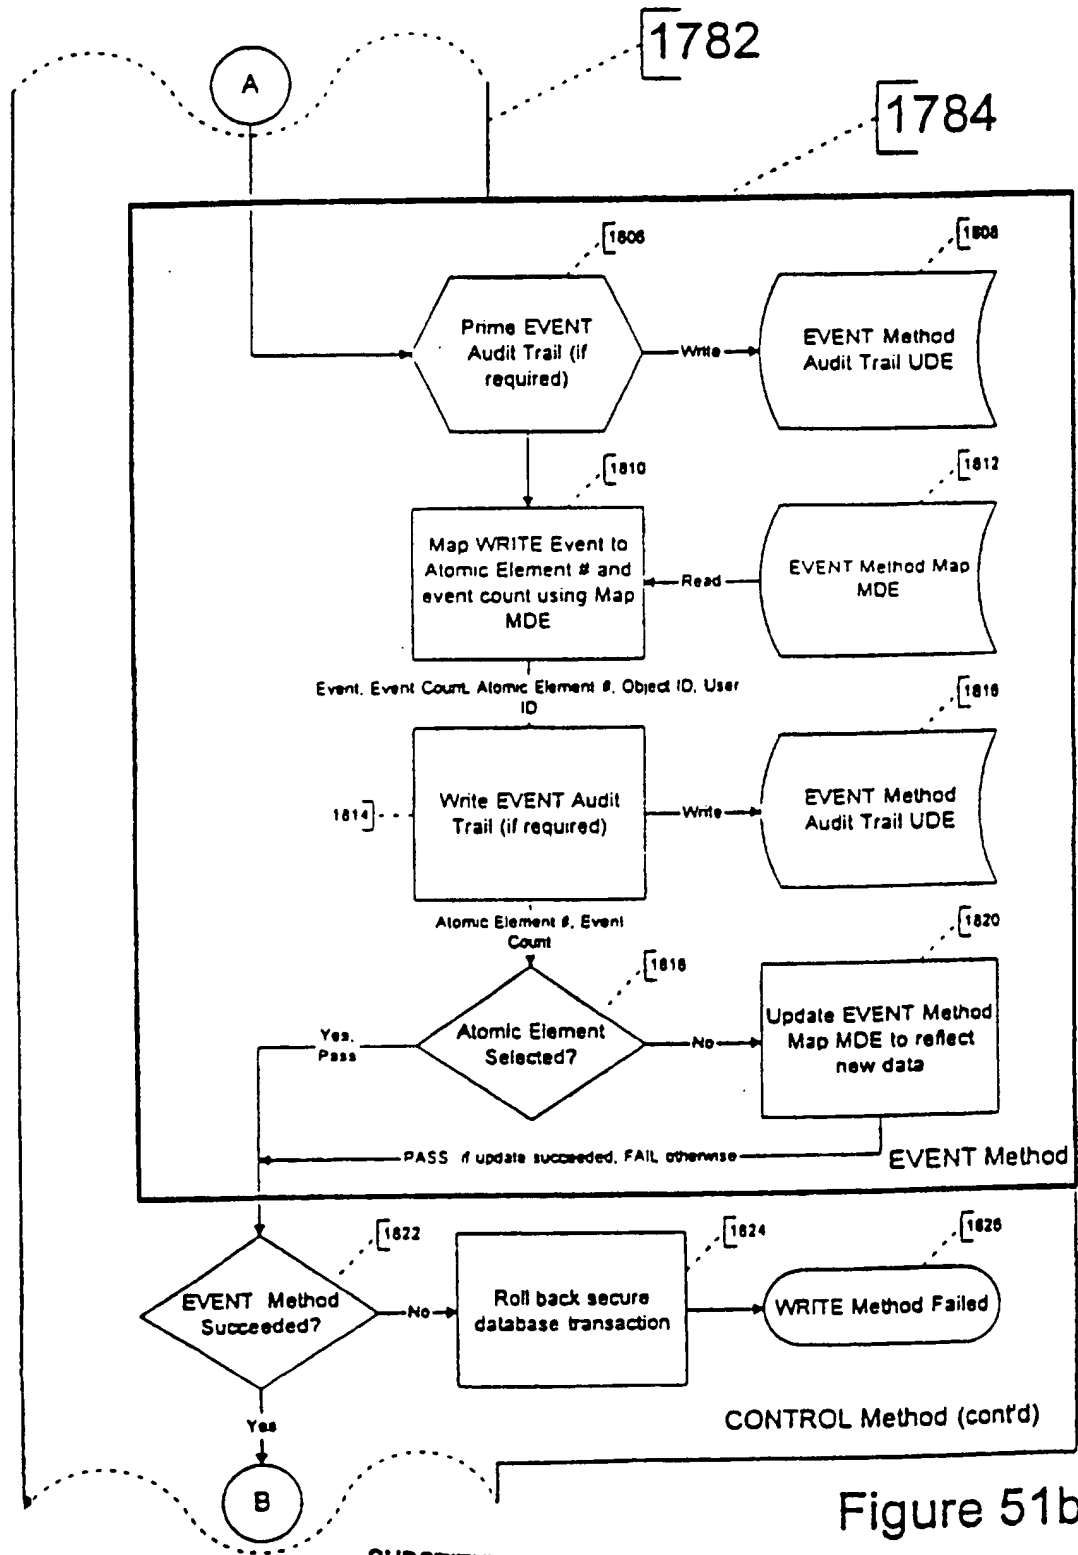 1782
A
1784
1806
1808
Prime EVENT
Audit Trail (if
required)
Write
EVENT Method
Audit Trail UDE
1810
1812
Map WRITE Event to
Atomic Element # and
event count using Map
MDE
Read
EVENT Method Map
MDE
Event, Event Count, Atomic Element #, Object ID, User
ID
1816
1814
Write EVENT Audit
Trail (if required)
Write
EVENT Method
Audit Trail UDE
Atomic Element #, Event
Count
1818
1820
Yes,
Pass
Atomic Element
Selected?
No
Update EVENT Method
Map MDE to reflect
new data
PASS if update succeeded, FAIL otherwise
EVENT Method
1822
1824
1826
EVENT Method
Succeeded?
No
Roll back secure
database transaction
WRITE Method Failed
Yes
CONTROL Method (cont'd)
B
Figure 51b